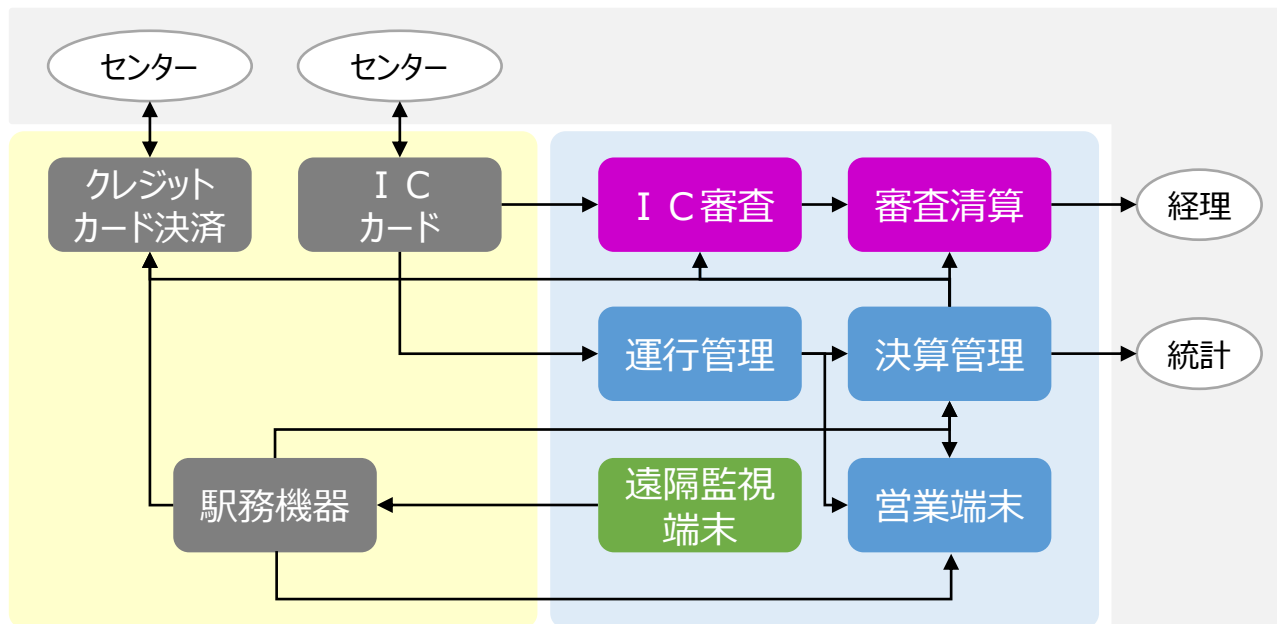 センター
センター
クレジット
カード決済
ＩＣ
カード
ＩＣ審査
審査清算
経理
運行管理
決算管理
統計
駅務機器
遠隔監視
端末
営業端末